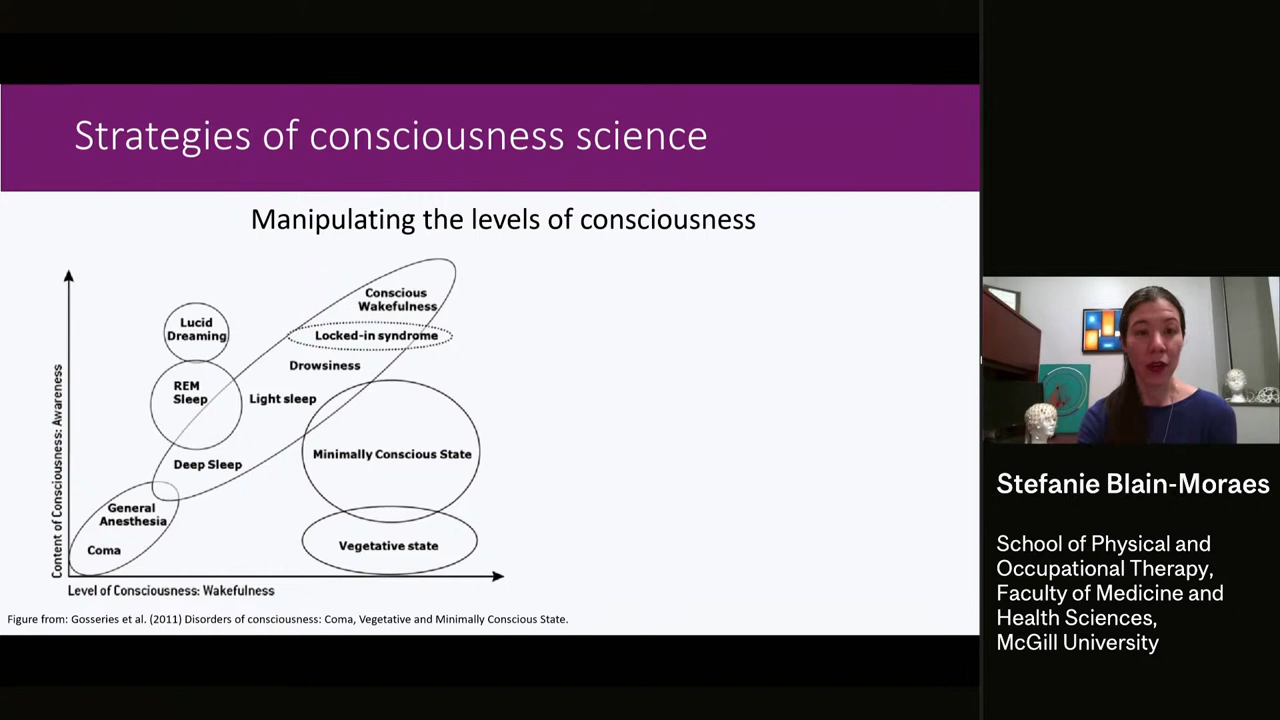 Strategies of consciousness science
Manipulating the levels of consciousness
Conscious
Wakefulness
Lucid
Dreaming
Locked-in syndrome
Drowsiness
REM
Sleep
Light sleep
Minimally Conscious State
Deep Sleep
General
Anesthesia
Vegetative state
Coma
Content of Consciousness: Awareness
Level of Consciousness: Wakefulness
Figure from: Gosseries et al. (2011) Disorders of consciousness: Coma, Vegetative and Minimally Conscious State.
Stefanie Blain-Moraes
School of Physical and
Occupational Therapy,
Faculty of Medicine and
Health Sciences,
McGill University